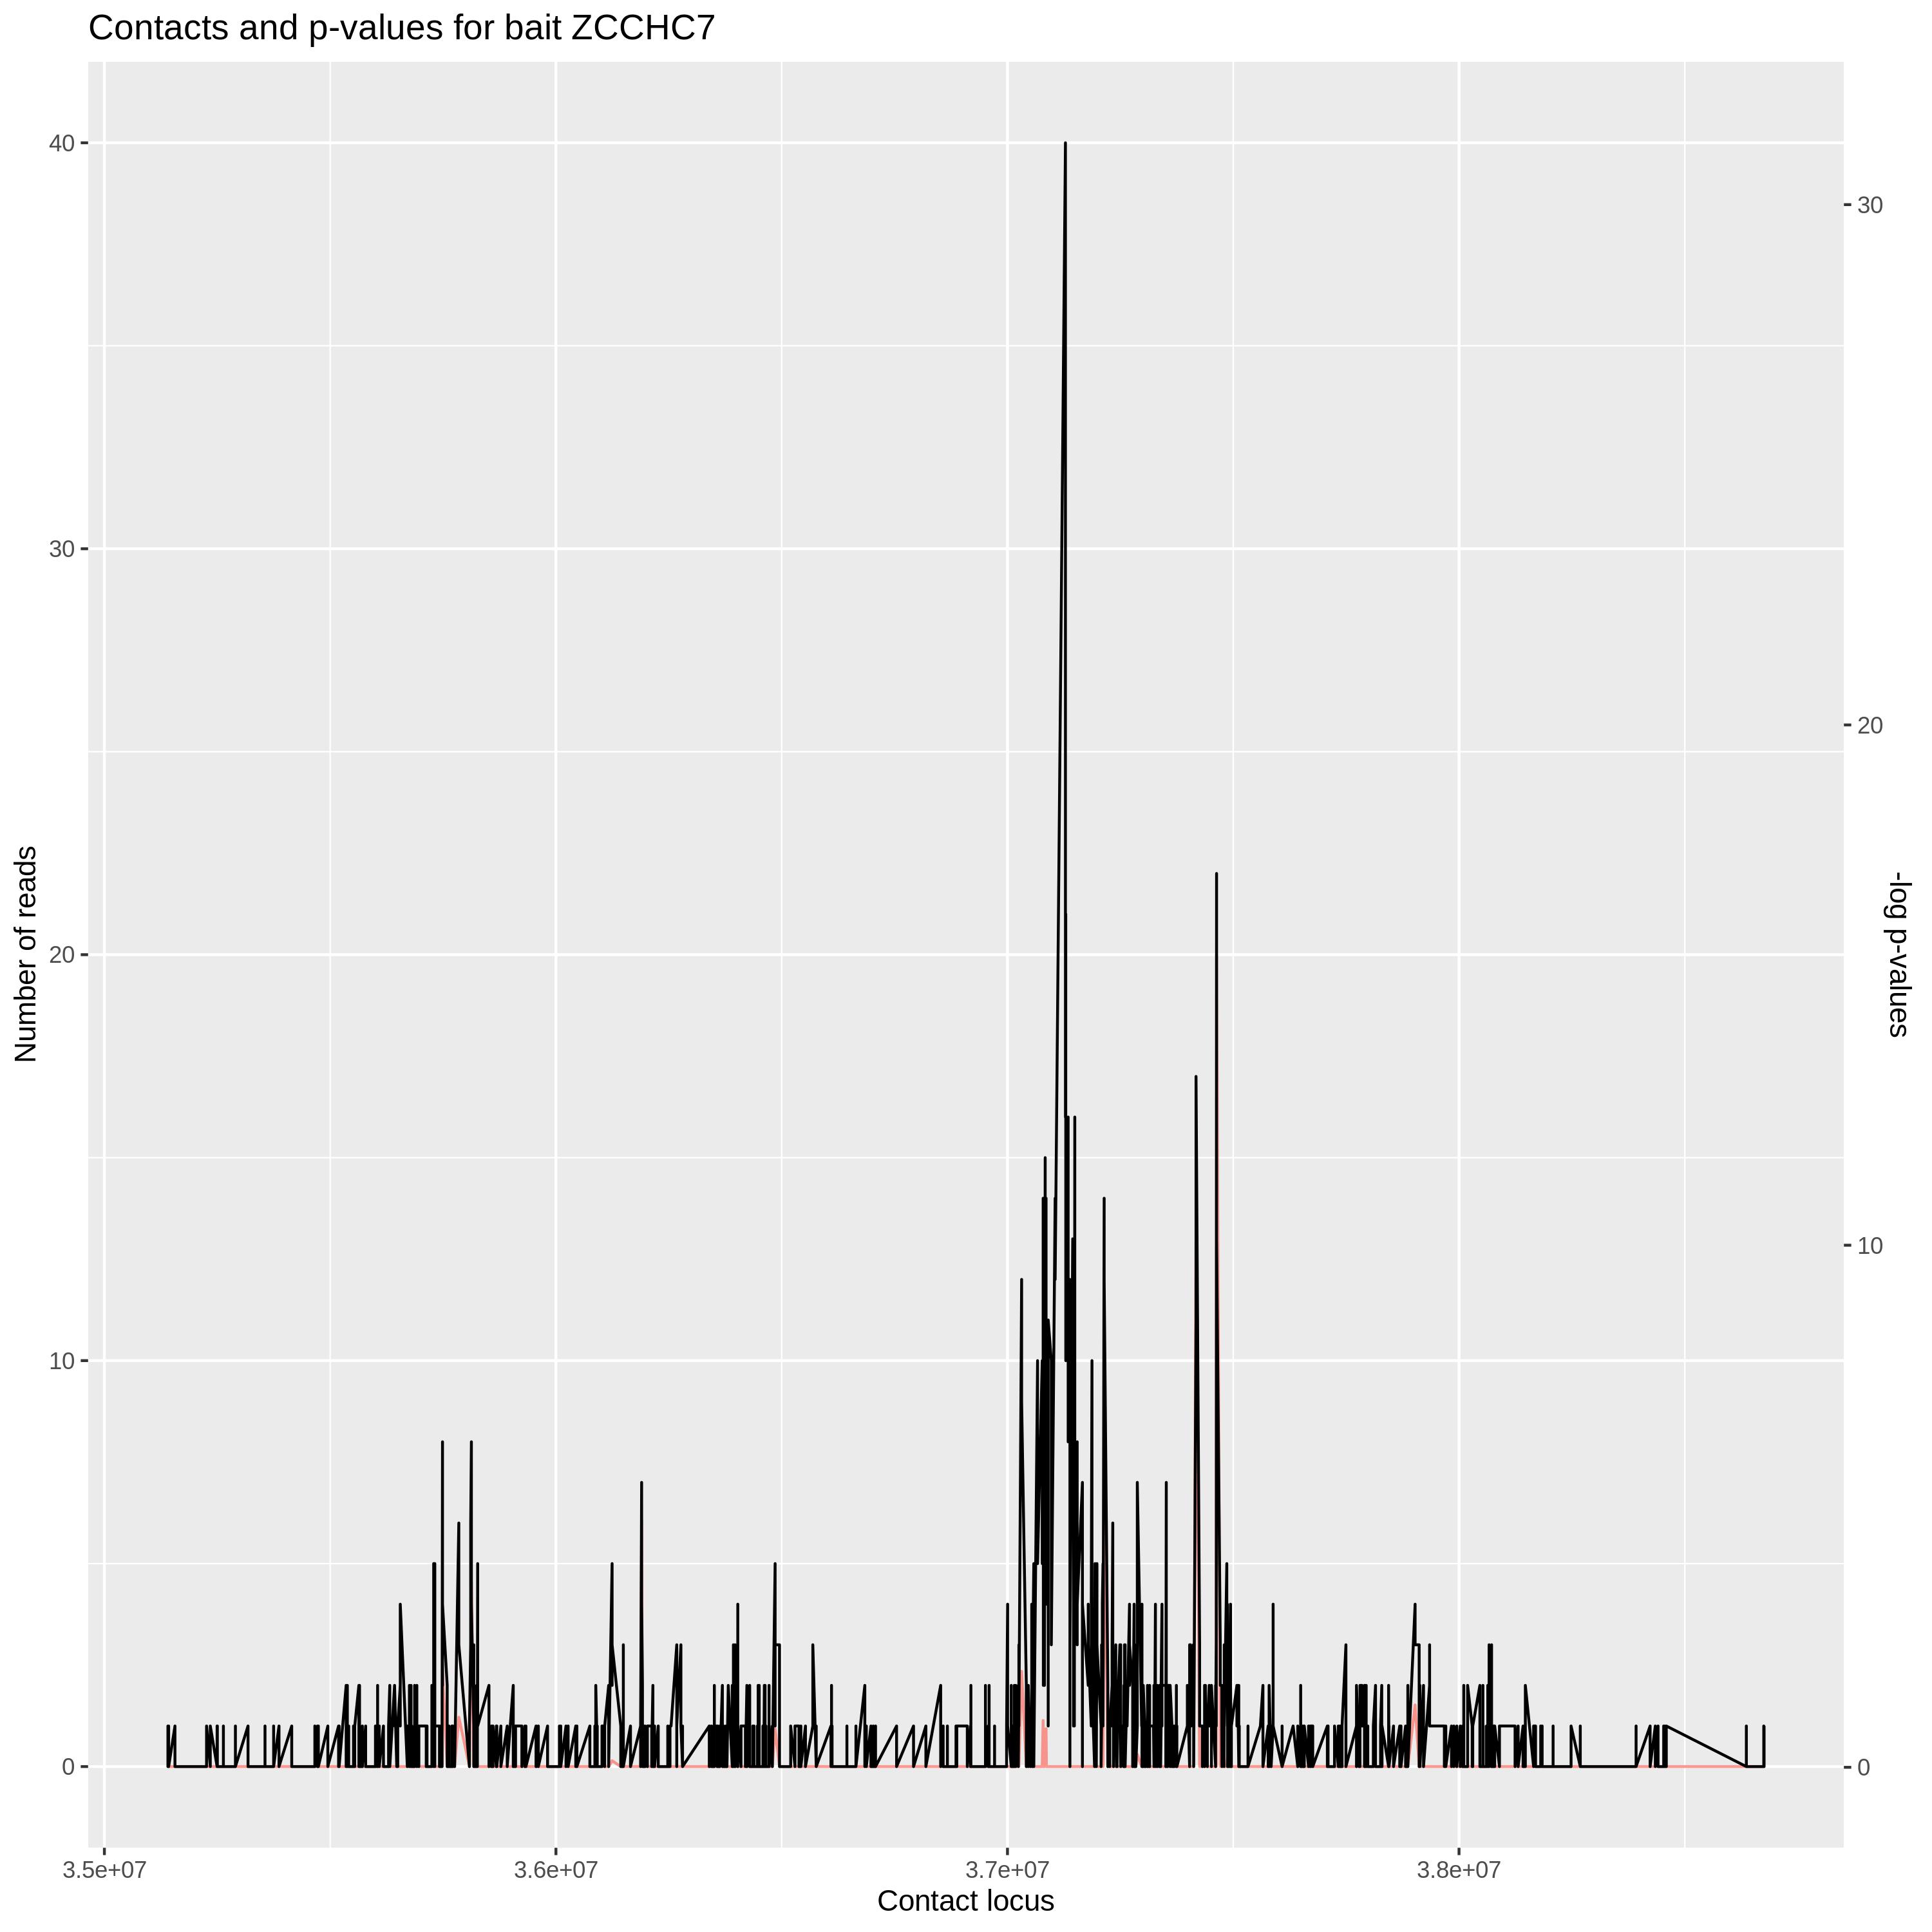 Contacts and p-values for bait ZCCHC7
40
30
20
10
0
Number of reads
30
20
10
0
-log p-values
3.5e+07
3.6e+07
3.7e+07
3.8e+07
Contact locus